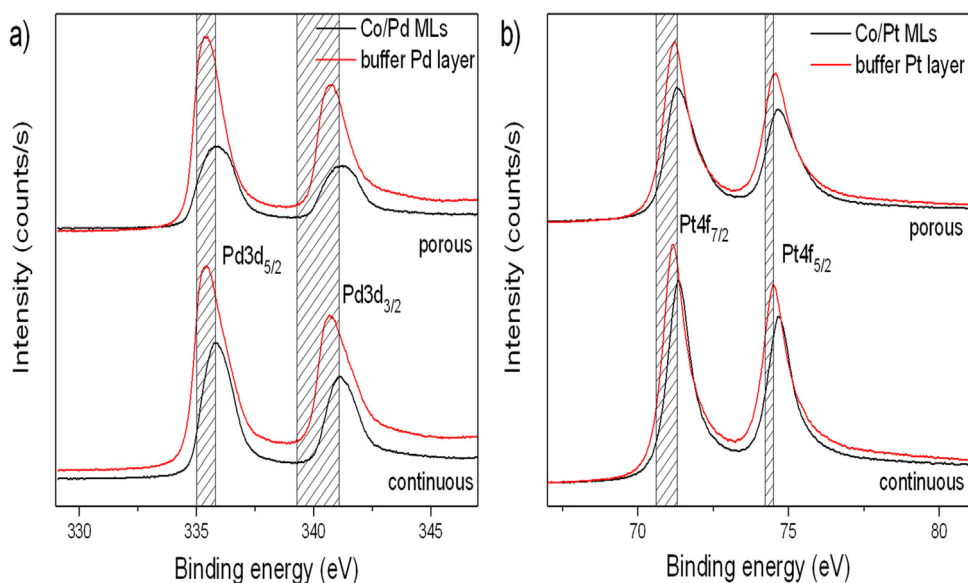 a)
Co/Pd MLs
buffer Pd layer
porous
Pd3d5/2
Pd3d3/2
continuous
Intensity (counts/s)
330 335 340 345
Binding energy (eV)
b)
Co/Pt MLs
buffer Pt layer
porous
Pt4f7/2
Pt4f5/2
continuous
Intensity (counts/s)
70 75 80
Binding energy (eV)